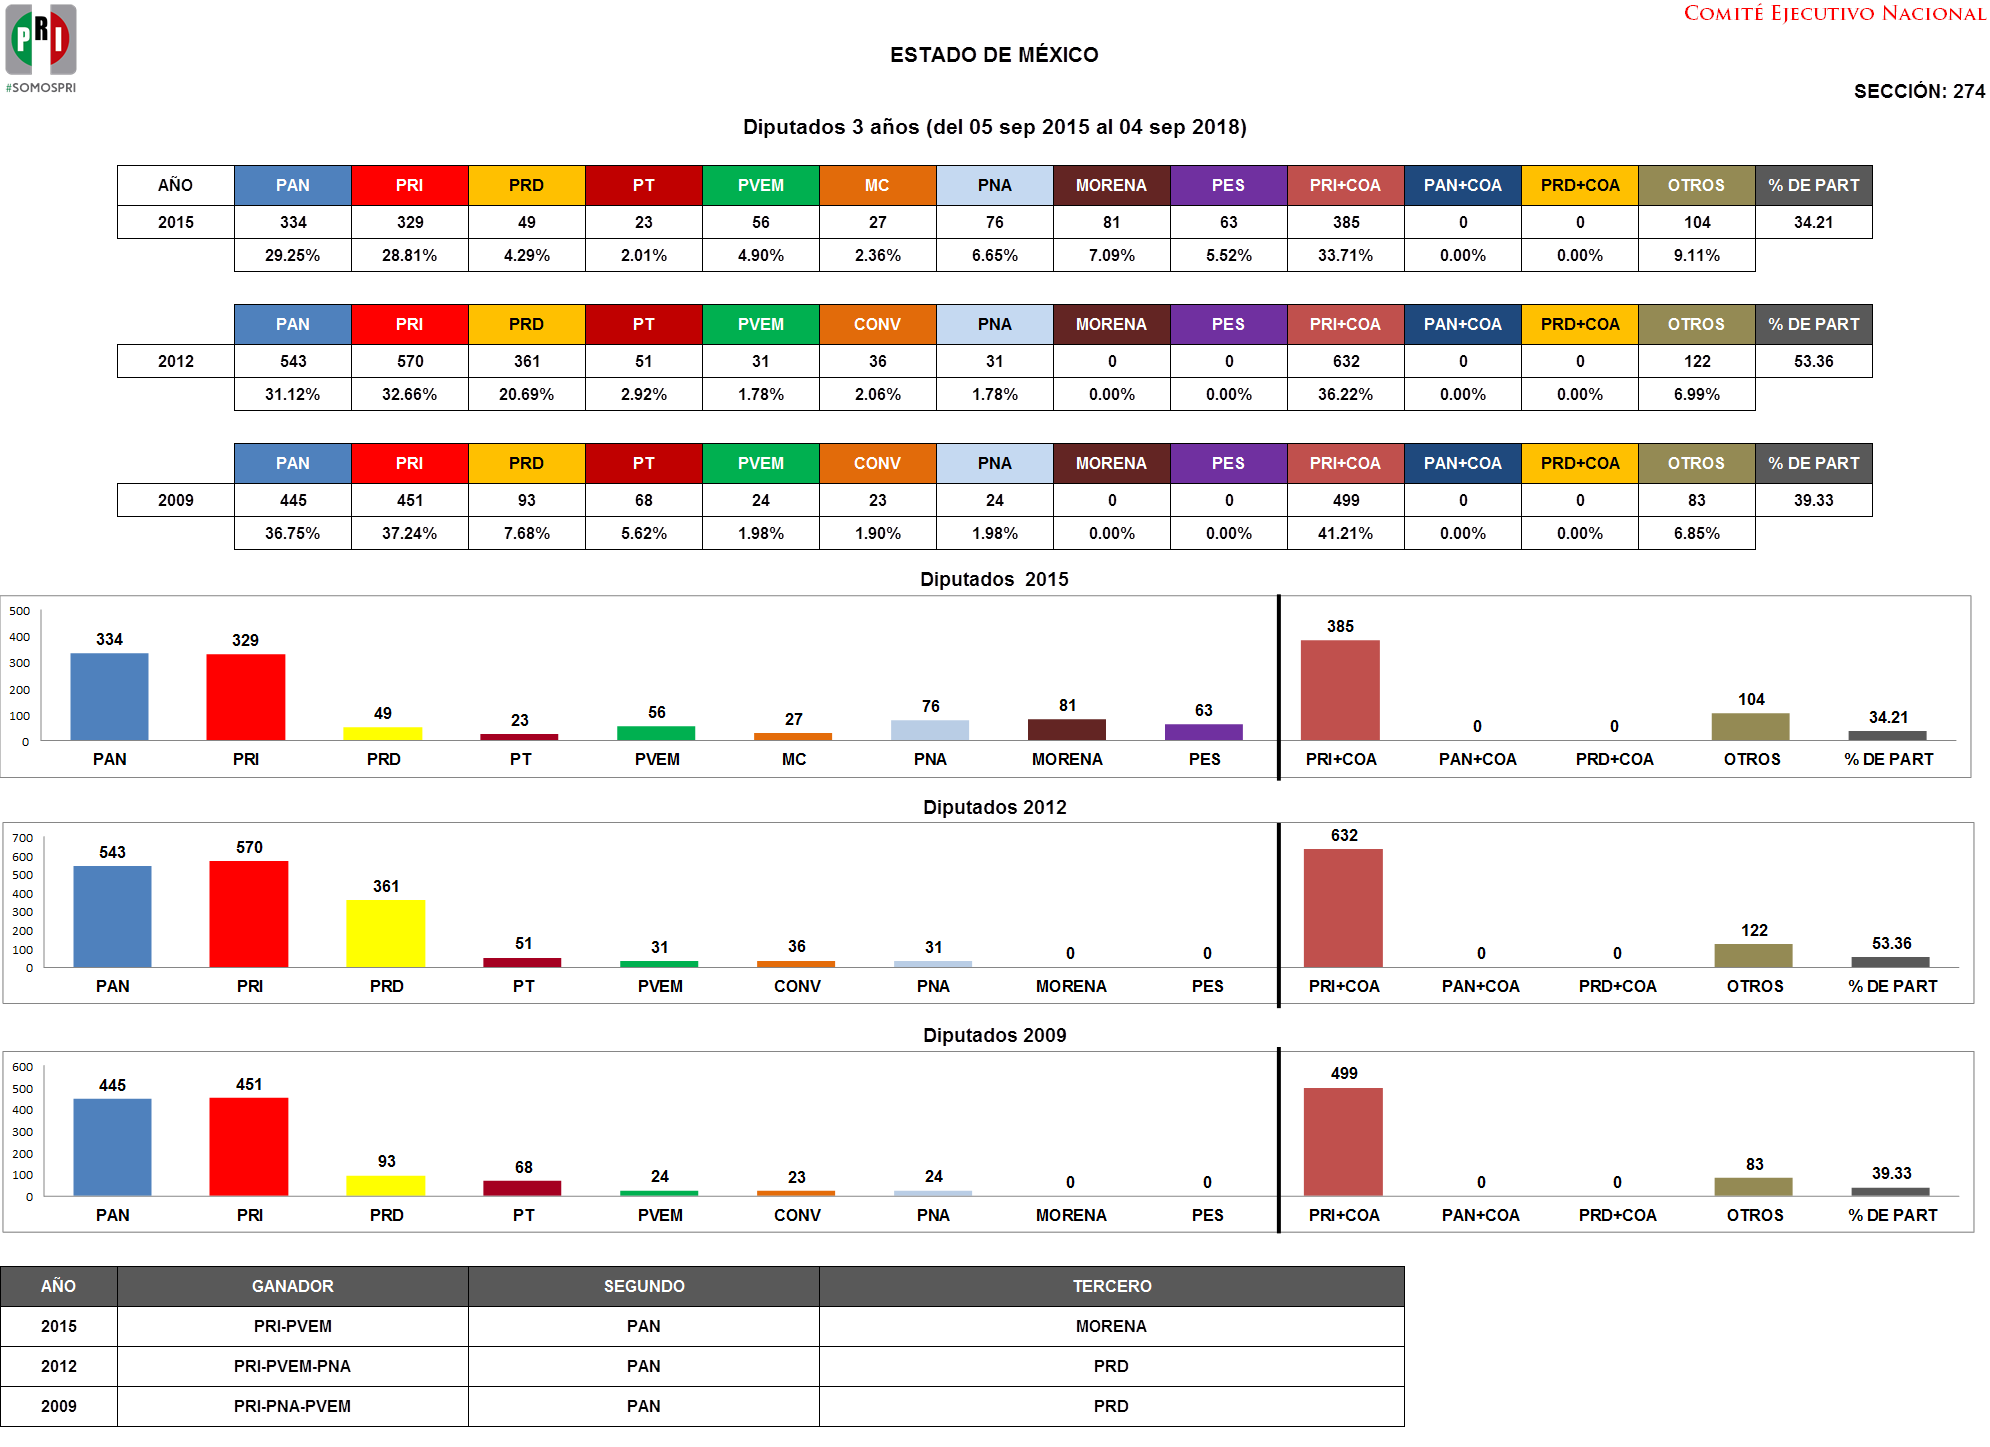 PRI
COMITÉ EJECUTIVO NACIONAL
#SOMOSPRI
ESTADO DE MÉXICO
SECCIÓN: 274
Diputados 3 años (del 05 sep 2015 al 04 sep 2018)
AÑO PAN PRI PRD PT PVEM MC PNA MORENA PES PRI+COA PAN+COA PRD+COA OTROS % DE PART
2015 334 329 49 23 56 27 76 81 63 385 0 0 104 34.21
29.25% 28.81% 4.29% 2.01% 4.90% 2.36% 6.65% 7.09% 5.52% 33.71% 0.00% 0.00% 9.11%
PAN PRI PRD PT PVEM CONV PNA MORENA PES PRI+COA PAN+COA PRD+COA OTROS % DE PART
2012 543 570 361 51 31 36 31 0 0 632 0 0 122 53.36
31.12% 32.66% 20.69% 2.92% 1.78% 2.06% 1.78% 0.00% 0.00% 36.22% 0.00% 0.00% 6.99%
PAN PRI PRD PT PVEM CONV PNA MORENA PES PRI+COA PAN+COA PRD+COA OTROS % DE PART
2009 445 451 93 68 24 23 24 0 0 499 0 0 83 39.33
36.75% 37.24% 7.68% 5.62% 1.98% 1.90% 1.98% 0.00% 0.00% 41.21% 0.00% 0.00% 6.85%
Diputados 2015
500
400
300
200
100
0
334 329 49 23 56 27 76 81 63 385 0 0 104 34.21
PAN PRI PRD PT PVEM MC PNA MORENA PES PRI+COA PAN+COA PRD+COA OTROS % DE PART
Diputados 2012
700
600
500
400
300
200
100
0
543 570 361 51 31 36 31 0 0 632 0 0 122 53.36
PAN PRI PRD PT PVEM CONV PNA MORENA PES PRI+COA PAN+COA PRD+COA OTROS % DE PART
Diputados 2009
600
500
400
300
200
100
0
445 451 93 68 24 23 24 0 0 499 0 0 83 39.33
PAN PRI PRD PT PVEM CONV PNA MORENA PES PRI+COA PAN+COA PRD+COA OTROS % DE PART
AÑO GANADOR SEGUNDO TERCERO
2015 PRI-PVEM PAN MORENA
2012 PRI-PVEM-PNA PAN PRD
2009 PRI-PNA-PVEM PAN PRD